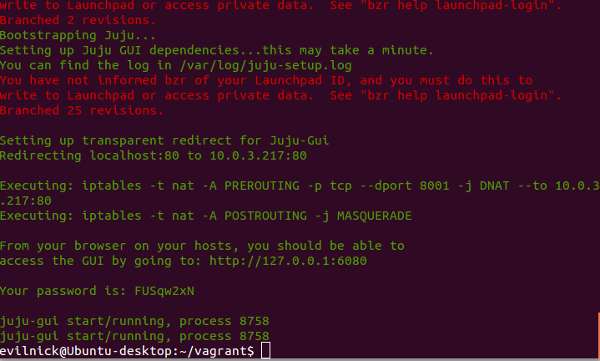 write to Launchpad or access private data.  See "bzr help launchpad-login".
Branched 2 revisions.
Bootstrapping Juju...
Setting up Juju GUI dependencies...this may take a minute.
You can find the log in /var/log/juju-setup.log
You have not informed bzr of your Launchpad ID, and you must do this to
write to Launchpad or access private data.  See "bzr help launchpad-login".
Branched 25 revisions.
Setting up transparent redirect for Juju-Gui
Redirecting localhost:80 to 10.0.3.217:80
Executing: iptables -t nat -A PREROUTING -p tcp --dport 8001 -j DNAT --to 10.0.3
.217:80
Executing: iptables -t nat -A POSTROUTING -j MASQUERADE
From your browser on your hosts, you should be able to
access the GUI by going to: http://127.0.0.1:6080
Your password is: FUSqw2xN
juju-gui start/running, process 8758
juju-gui start/running, process 8758
evilnick@Ubuntu-desktop:~/vagrant$